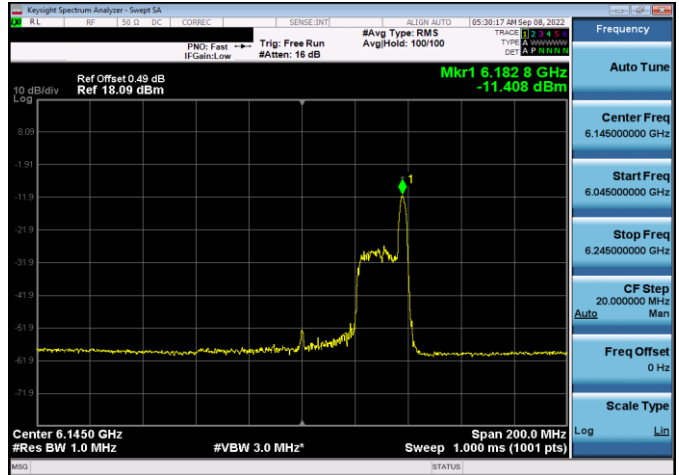 Keysight Spectrum Analyzer - Swept SA
RL RF 50 Ω DC CORREC SENSE:INT ALIGN AUTO 05:30:17 AM Sep 08, 2022
PNO: Fast Trig: Free Run #Avg Type: RMS TRACE 1 2 3 4 5 6
IFGain:Low #Atten: 16 dB Avg|Hold: 100/100 TYPE A WWWWW
DET A P N N N N
Ref Offset 0.49 dB Mkr1 6.182 8 GHz
10 dB/div Ref 18.09 dBm -11.408 dBm
Log
8.09
-1.91
-11.9
-21.9
-31.9
-41.9
-51.9
-61.9
-71.9
1
Center 6.1450 GHz Span 200.0 MHz
#Res BW 1.0 MHz #VBW 3.0 MHz* Sweep 1.000 ms (1001 pts)
MSG STATUS
Frequency
Auto Tune
Center Freq
6.145000000 GHz
Start Freq
6.045000000 GHz
Stop Freq
6.245000000 GHz
CF Step
20.000000 MHz
Auto Man
Freq Offset
0 Hz
Scale Type
Log Lin